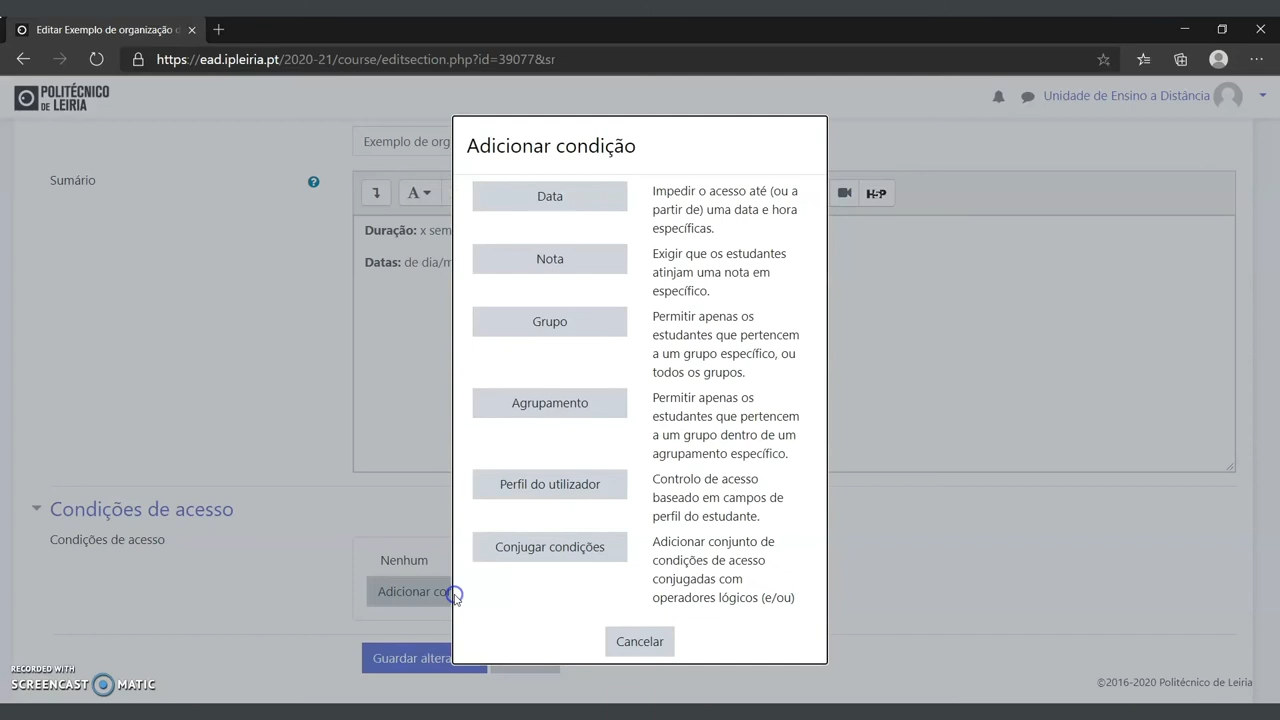 Editar Exemplo de organização d
https://ead.ipleiria.pt/2020-21/course/editsection.php?id=39077&sr
POLITÉCNICO
DE LEIRIA
Unidade de Ensino a Distância
Adicionar condição
Exemplo de org
Sumário
A
H-P
Duração: x sem
Datas: de dia/m
Data
Impedir o acesso até (ou a
partir de) uma data e hora
específicas.
Nota
Exigir que os estudantes
atinjam uma nota em
específico.
Grupo
Permitir apenas os
estudantes que pertencem
a um grupo específico, ou
todos os grupos.
Agrupamento
Permitir apenas os
estudantes que pertencem
a um grupo dentro de um
agrupamento específico.
Perfil do utilizador
Controlo de acesso
baseado em campos de
perfil do estudante.
Conjugar condições
Adicionar conjunto de
condições de acesso
conjugadas com
operadores lógicos (e/ou)
Cancelar
Condições de acesso
Condições de acesso
Nenhum
Adicionar co
Guardar altera
RECORDED WITH
SCREENCAST MATIC
©2016-2020 Politécnico de Leiria